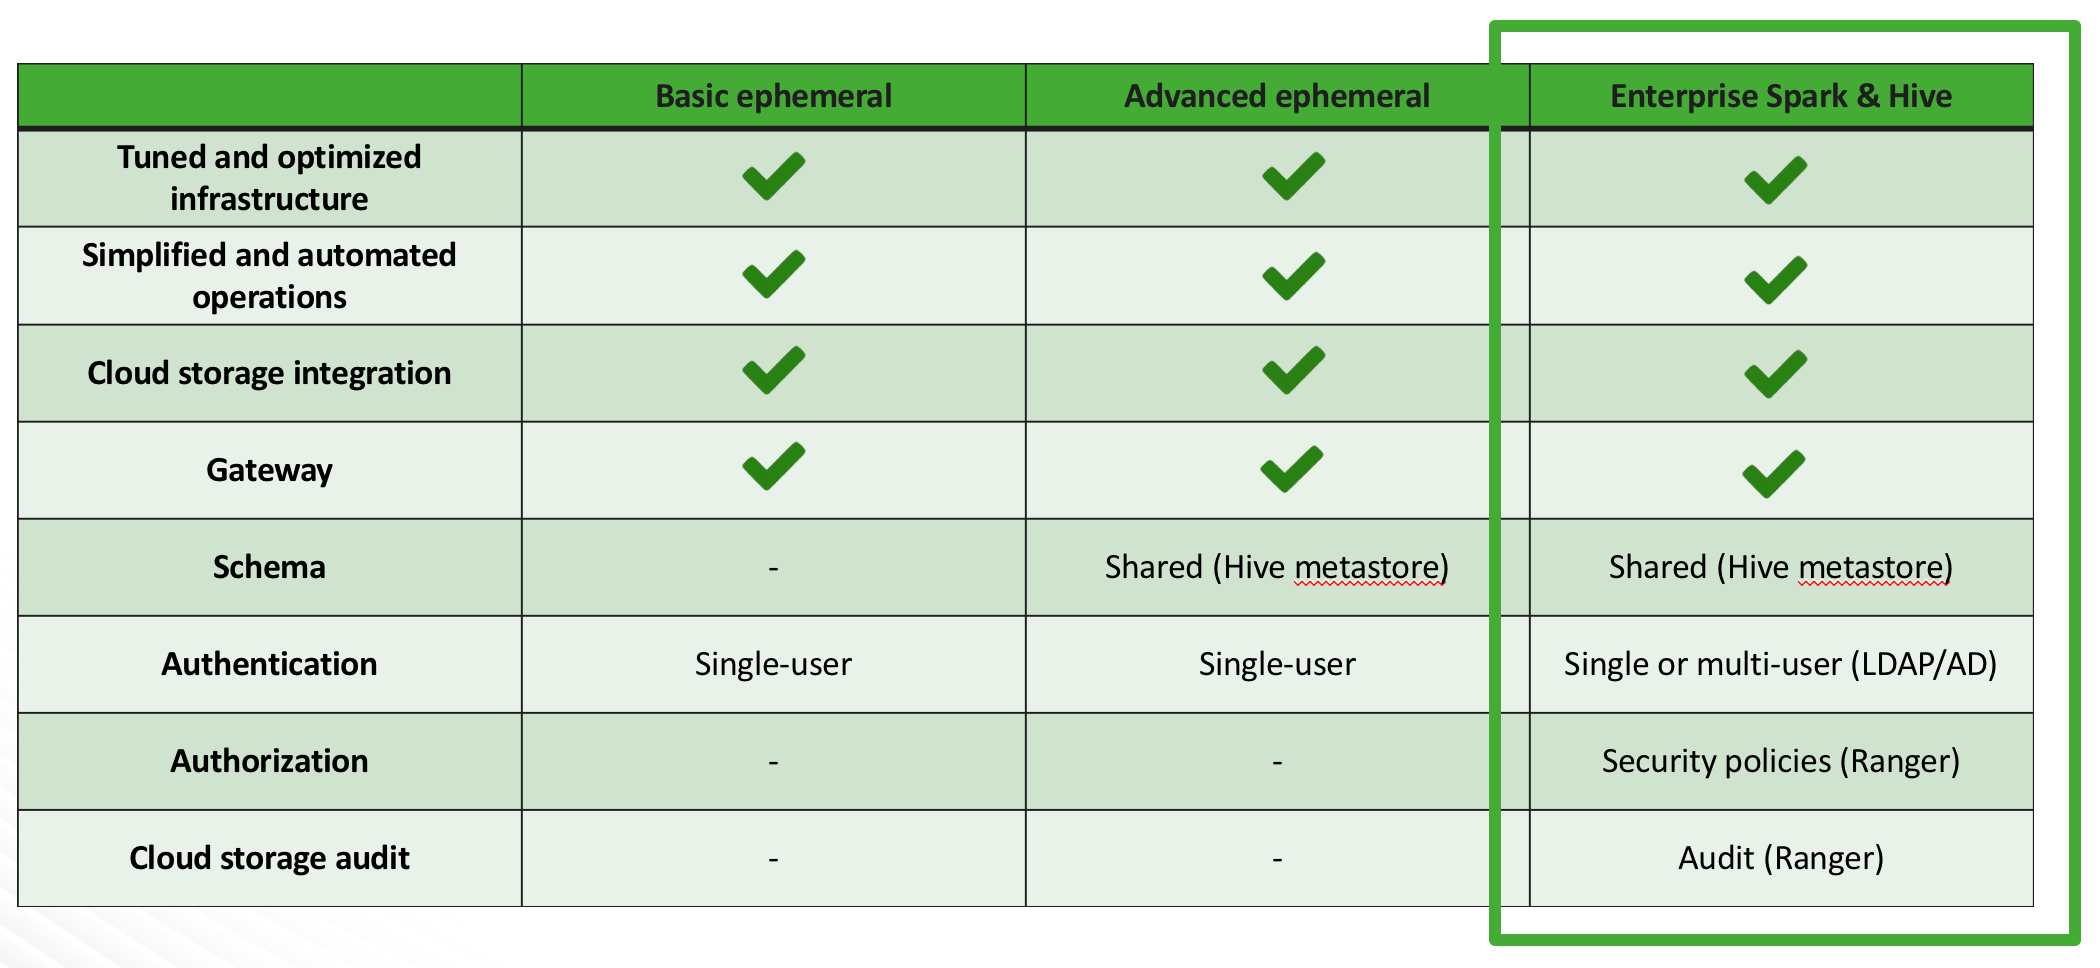 Basic ephemeral
Advanced ephemeral
Enterprise Spark & Hive
Tuned and optimized
infrastructure
Simplified and automated
operations
Cloud storage integration
Gateway
Schema
-
Shared (Hive metastore)
Shared (Hive metastore)
Authentication
Single-user
Single-user
Single or multi-user (LDAP/AD)
Authorization
-
-
Security policies (Ranger)
Cloud storage audit
-
-
Audit (Ranger)